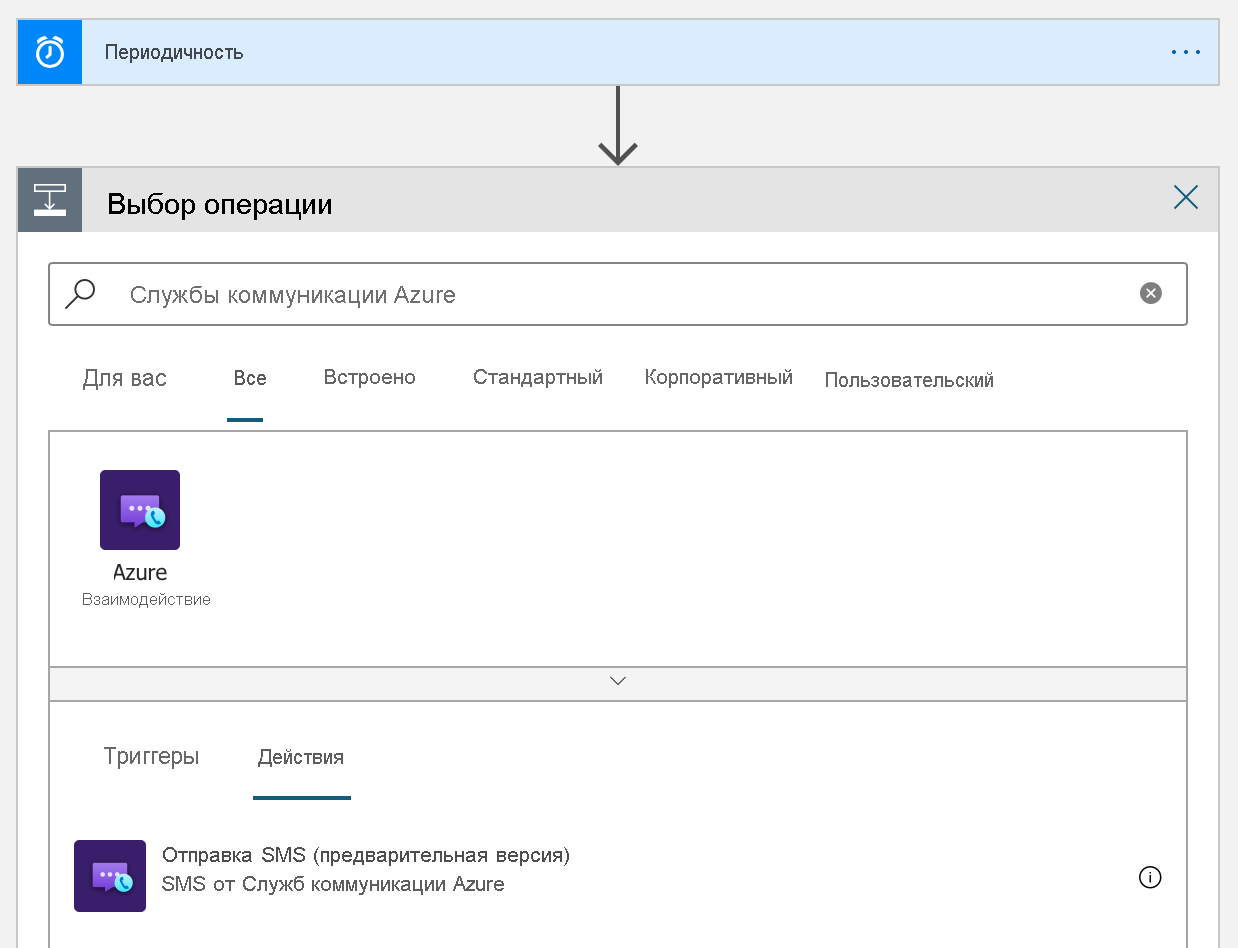 Периодичность
Выбор операции
Службы коммуникации Azure
Для вас Все Встроено Стандартный Корпоративный Пользовательский
Azure
Взаимодействие
Триггеры Действия
Отправка SMS (предварительная версия)
SMS от Служб коммуникации Azure